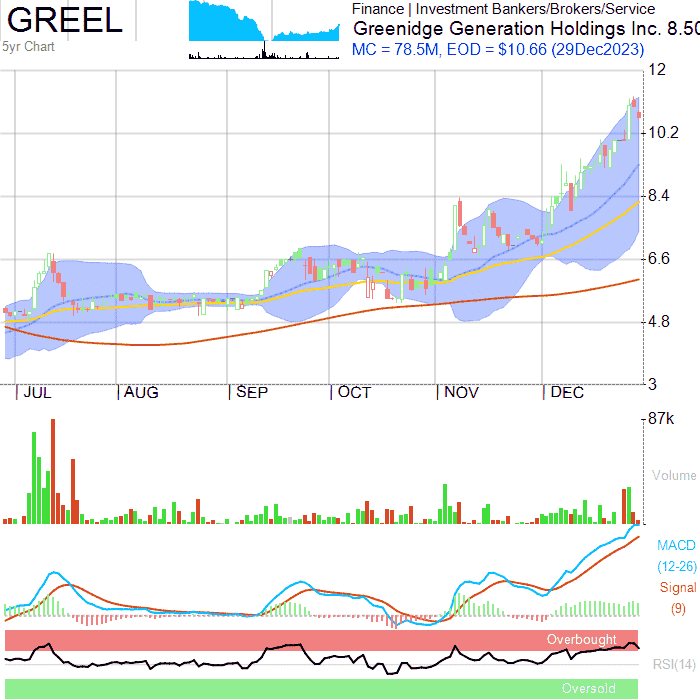 GREEL
5yr Chart
Finance | Investment Bankers/Brokers/Service
Greenidge Generation Holdings Inc. 8.50
MC = 78.5M, EOD = $10.66 (29Dec2023)
12
10.2
8.4
6.6
4.8
3
JUL AUG SEP OCT NOV DEC
87k
Volume
MACD
(12-26)
Signal
(9)
Overbought
RSI(14)
Oversold